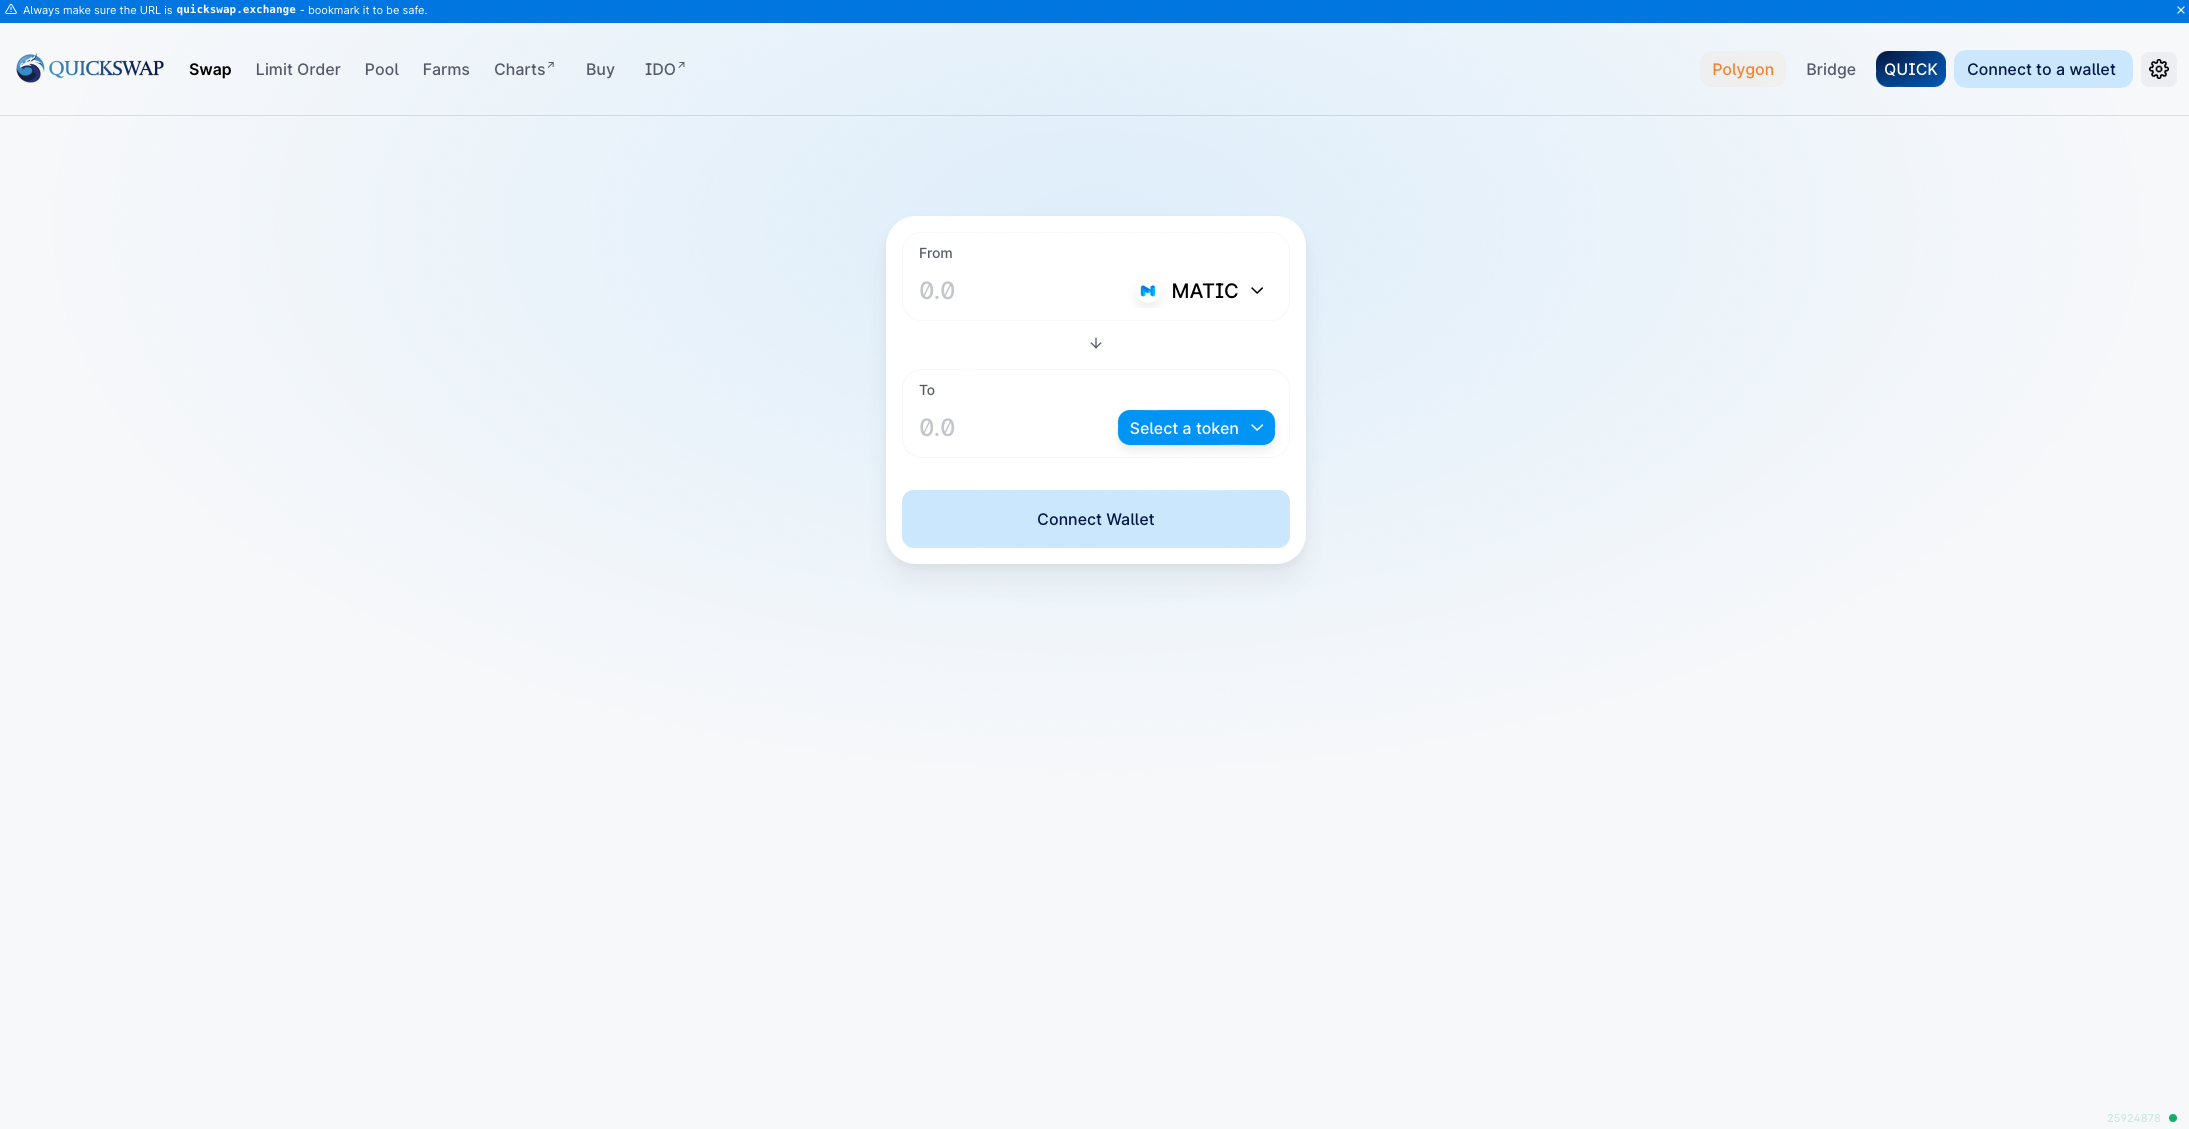 Always make sure the URL is quickswap.exchange - bookmark it to be safe.
QUICKSWAP Swap Limit Order Pool Farms Charts↗ Buy IDO↗ Polygon Bridge QUICK Connect to a wallet
From
0.0 MATIC
To
0.0 Select a token
Connect Wallet
25924878